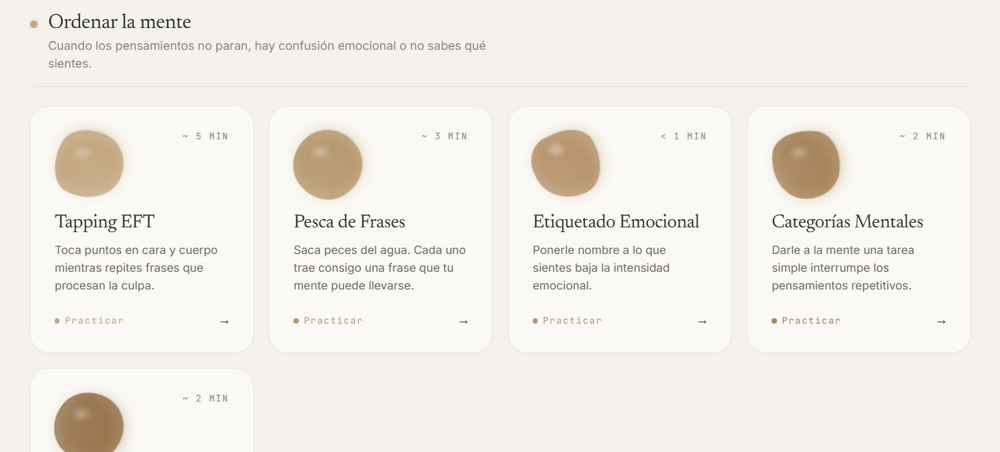 Ordenar la mente
Cuando los pensamientos no paran, hay confusión emocional o no sabes qué
sientes.
~ 5 MIN
Tapping EFT
Toca puntos en cara y cuerpo
mientras repites frases que
procesan la culpa.
Practicar →
~ 3 MIN
Pesca de Frases
Saca peces del agua. Cada uno
trae consigo una frase que tu
mente puede llevarse.
Practicar →
< 1 MIN
Etiquetado Emocional
Ponerle nombre a lo que
sientes baja la intensidad
emocional.
Practicar →
~ 2 MIN
Categorías Mentales
Darle a la mente una tarea
simple interrumpe los
pensamientos repetitivos.
Practicar →
~ 2 MIN